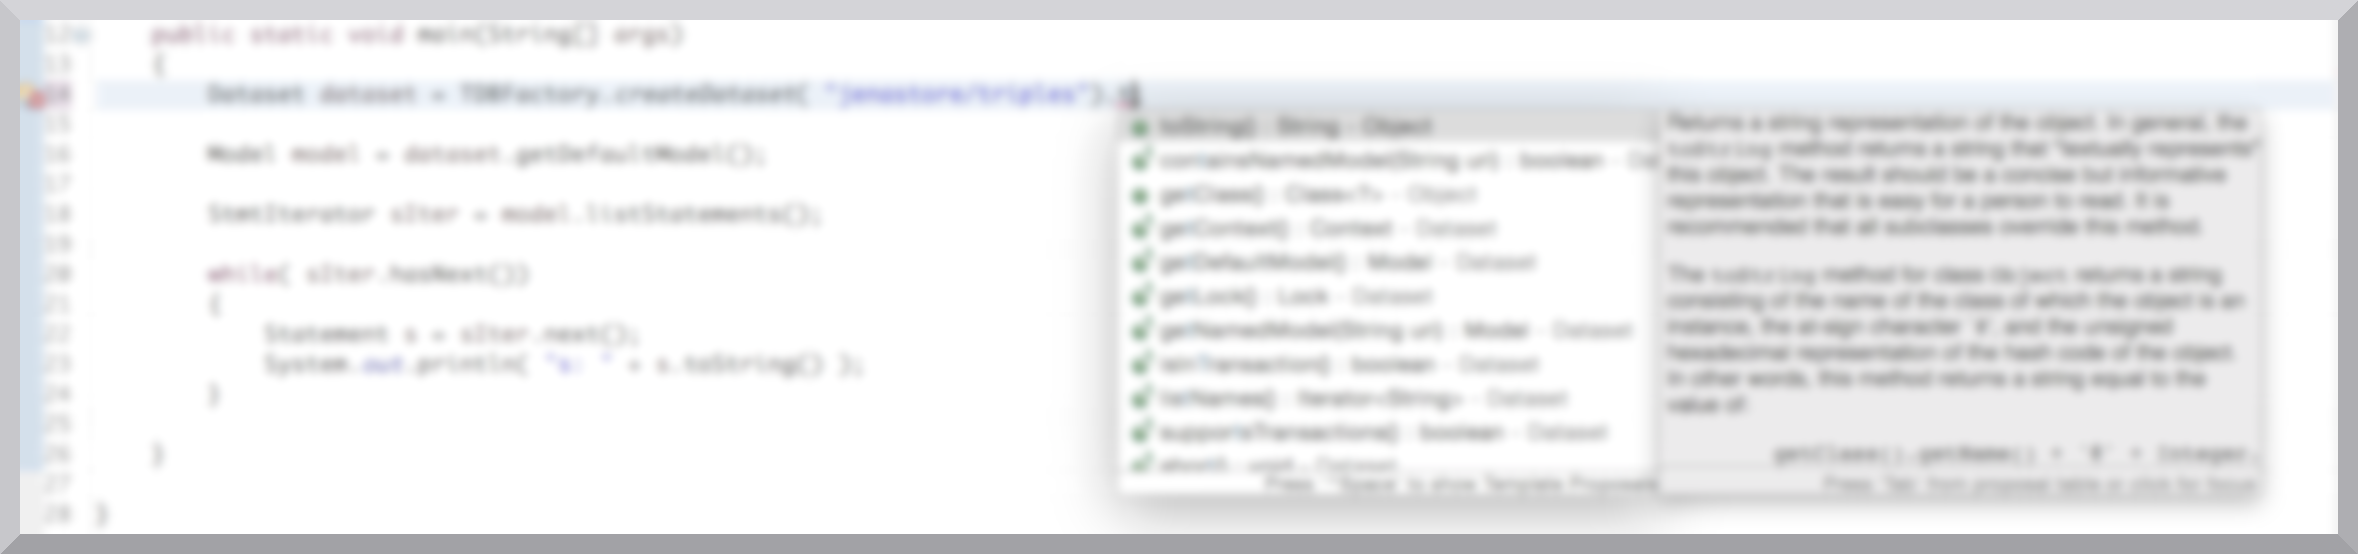 12 public static void main(String[] args)
13 {
14 Dataset dataset = TDBFactory.createDataset( "jenastore/triples").t
15
16 Model model = dataset.getDefaultModel();
17
18 StmtIterator sIter = model.listStatements();
19
20 while( sIter.hasNext())
21 {
22 Statement s = sIter.next();
23 System.out.println( "s: " + s.toString() );
24 }
25
26 }
27
28 }
toString() : String - Object
containsNamedModel(String uri) : boolean - Da
getClass() : Class<?> - Object
getContext() : Context - Dataset
getDefaultModel() : Model - Dataset
getLock() : Lock - Dataset
getNamedModel(String uri) : Model - Dataset
isInTransaction() : boolean - Dataset
listNames() : Iterator<String> - Dataset
supportsTransactions() : boolean - Dataset
abort() : void - Dataset
Press '^Space' to show Template Proposals
Returns a string representation of the object. In general, the
toString method returns a string that "textually represents"
this object. The result should be a concise but informative
representation that is easy for a person to read. It is
recommended that all subclasses override this method.
The toString method for class Object returns a string
consisting of the name of the class of which the object is an
instance, the at-sign character `@', and the unsigned
hexadecimal representation of the hash code of the object.
In other words, this method returns a string equal to the
value of:
getClass().getName() + '@' + Integer.
Press 'Tab' from proposal table or click for focus